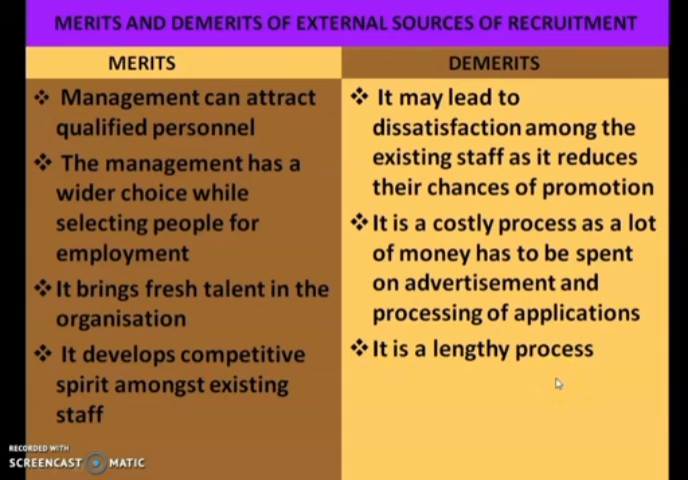 MERITS AND DEMERITS OF EXTERNAL SOURCES OF RECRUITMENT
MERITS
❖ Management can attract
qualified personnel
❖ The management has a
wider choice while
selecting people for
employment
❖It brings fresh talent in the
organisation
❖ It develops competitive
spirit amongst existing
staff
DEMERITS
❖ It may lead to
dissatisfaction among the
existing staff as it reduces
their chances of promotion
❖It is a costly process as a lot
of money has to be spent
on advertisement and
processing of applications
❖It is a lengthy process
RECORDED WITH
SCREENCAST MATIC